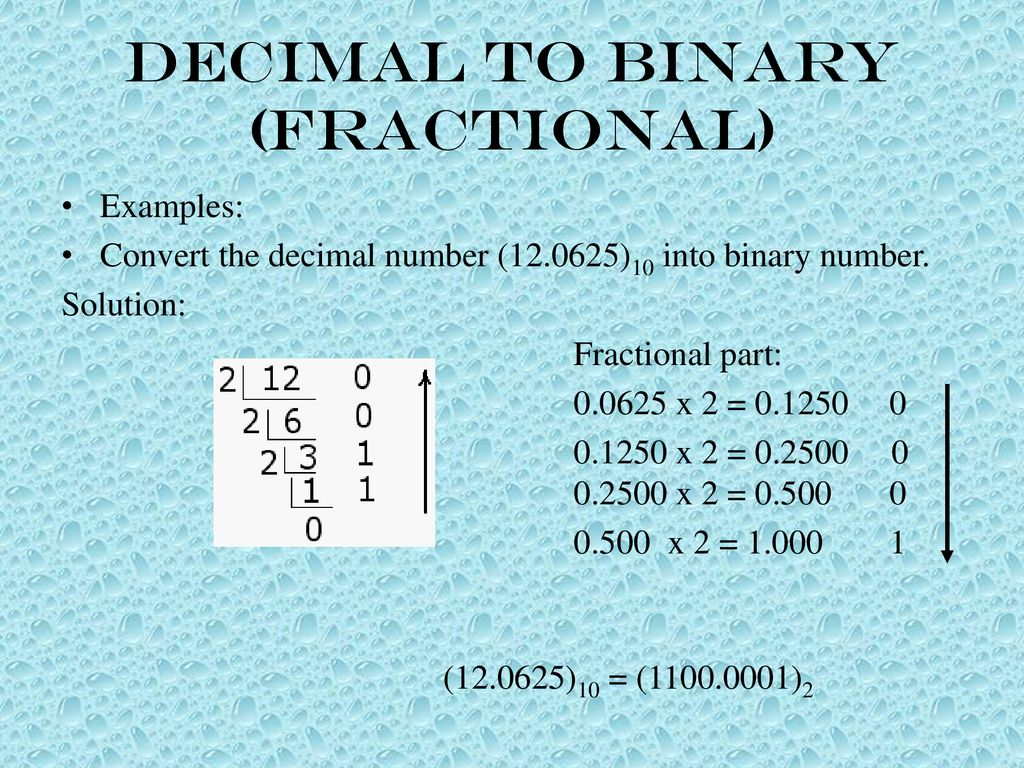 DECIMAL TO BINARY
(FRACTIONAL)
• Examples:
• Convert the decimal number (12.0625)₁₀ into binary number.
Solution:
2 12 0
2 6 0
2 3 1
1 1
0
Fractional part:
0.0625 x 2 = 0.1250 0
0.1250 x 2 = 0.2500 0
0.2500 x 2 = 0.500 0
0.500 x 2 = 1.000 1
(12.0625)₁₀ = (1100.0001)₂